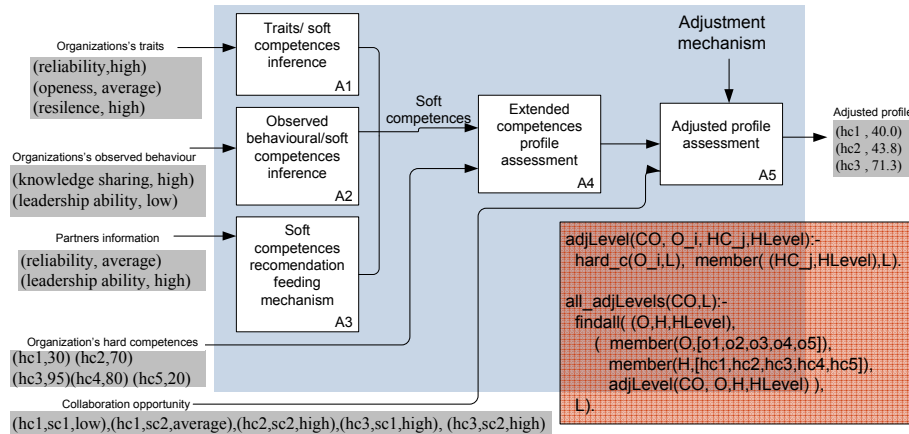 Organizations's traits
(reliability,high)
(openess, average)
(resilence, high)
Organizations's observed behaviour
(knowledge sharing, high)
(leadership ability, low)
Partners information
(reliability, average)
(leadership ability, high)
Organization's hard competences
(hc1,30) (hc2,70)
(hc3,95)(hc4,80) (hc5,20)
Collaboration opportunity
(hc1,sc1,low),(hc1,sc2,average),(hc2,sc2,high),(hc3,sc1,high), (hc3,sc2,high)
Traits/ soft
competences
inference
A1
Observed
behavioural/soft
competences
inference
A2
Soft
competences
recomendation
feeding
mechanism
A3
Soft
competences
Extended
competences
profile
assessment
A4
Adjustment
mechanism
Adjusted profile
assessment
A5
Adjusted profile
(hc1 , 40.0)
(hc2 , 43.8)
(hc3 , 71.3)
adjLevel(CO, O_i, HC_j,HLevel):-
hard_c(O_i,L), member( (HC_j,HLevel),L).
all_adjLevels(CO,L):-
findall( (O,H,HLevel),
( member(O,[o1,o2,o3,o4,o5]),
member(H,[hc1,hc2,hc3,hc4,hc5]),
adjLevel(CO, O,H,HLevel) ),
L).